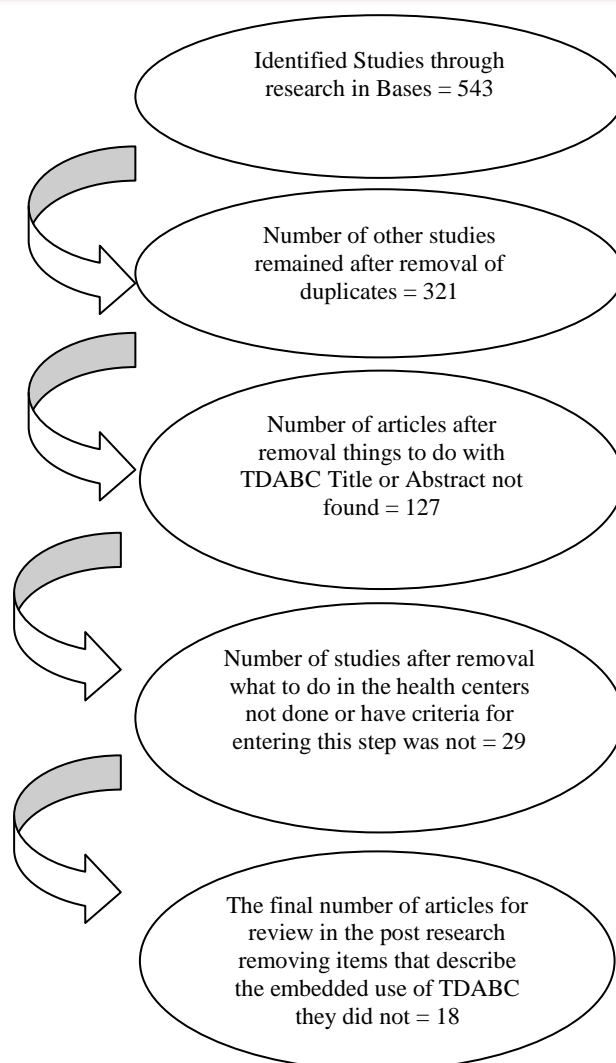 Identified Studies through
research in Bases = 543
Number of other studies
remained after removal of
duplicates = 321
Number of articles after
removal things to do with
TDABC Title or Abstract not
found = 127
Number of studies after removal
what to do in the health centers
not done or have criteria for
entering this step was not = 29
The final number of articles for
review in the post research
removing items that describe
the embedded use of TDABC
they did not = 18